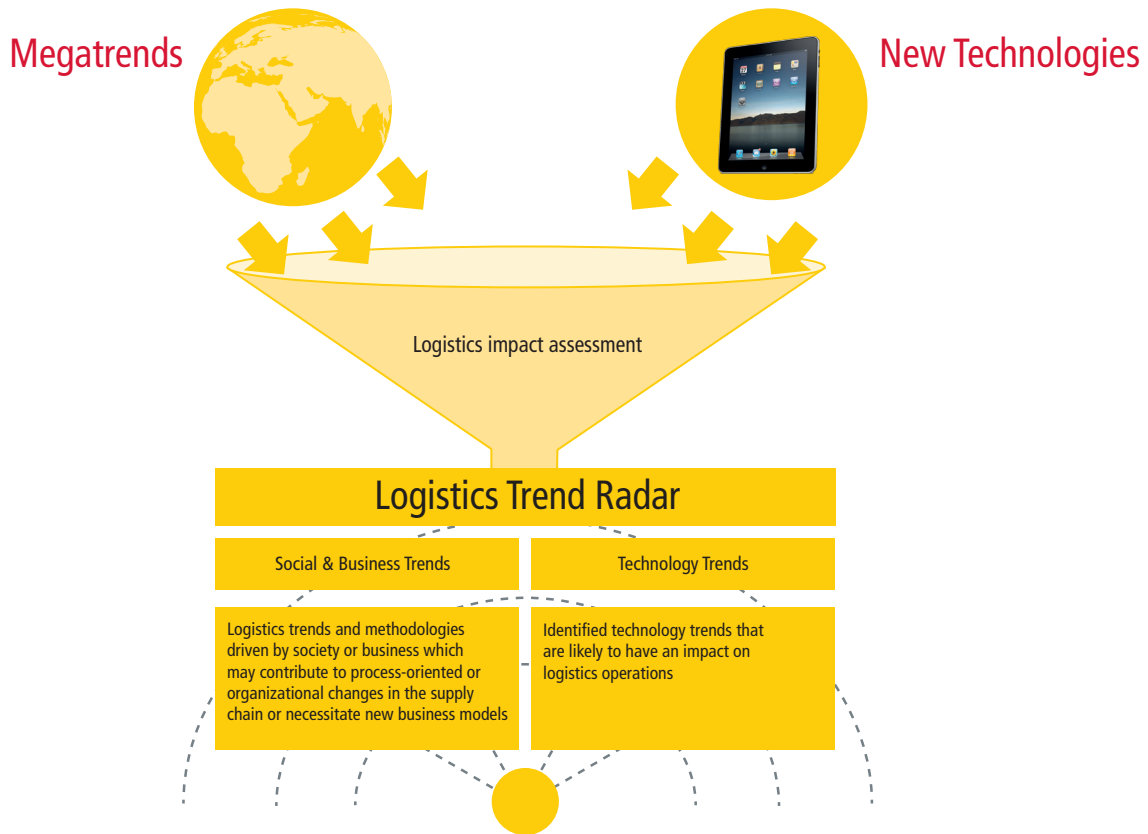 Megatrends
New Technologies
Logistics impact assessment
Logistics Trend Radar
Social & Business Trends
Technology Trends
Logistics trends and methodologies
driven by society or business which
may contribute to process-oriented or
organizational changes in the supply
chain or necessitate new business models
Identified technology trends that
are likely to have an impact on
logistics operations